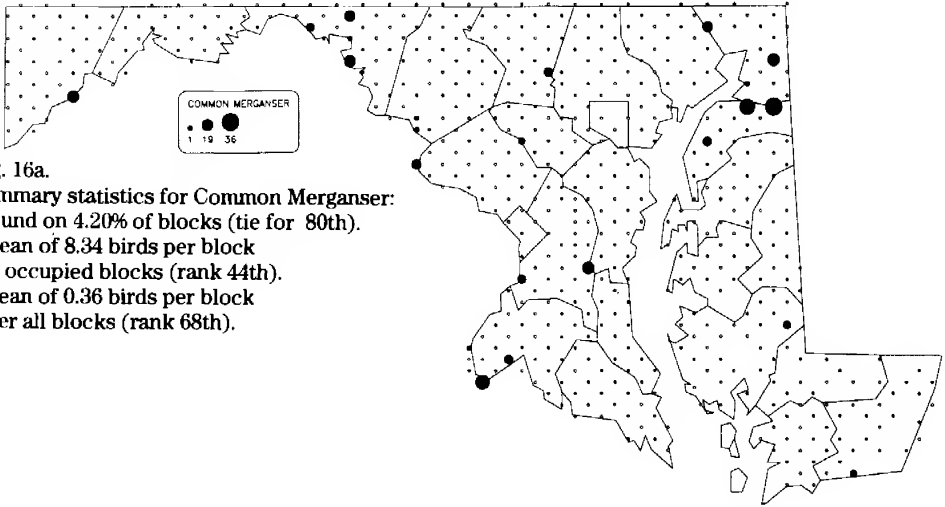 COMMON MERGANSER
1 19 36
g. 16a.
mmary statistics for Common Merganser:
und on 4.20% of blocks (tie for 80th).
ean of 8.34 birds per block
occupied blocks (rank 44th).
ean of 0.36 birds per block
er all blocks (rank 68th).